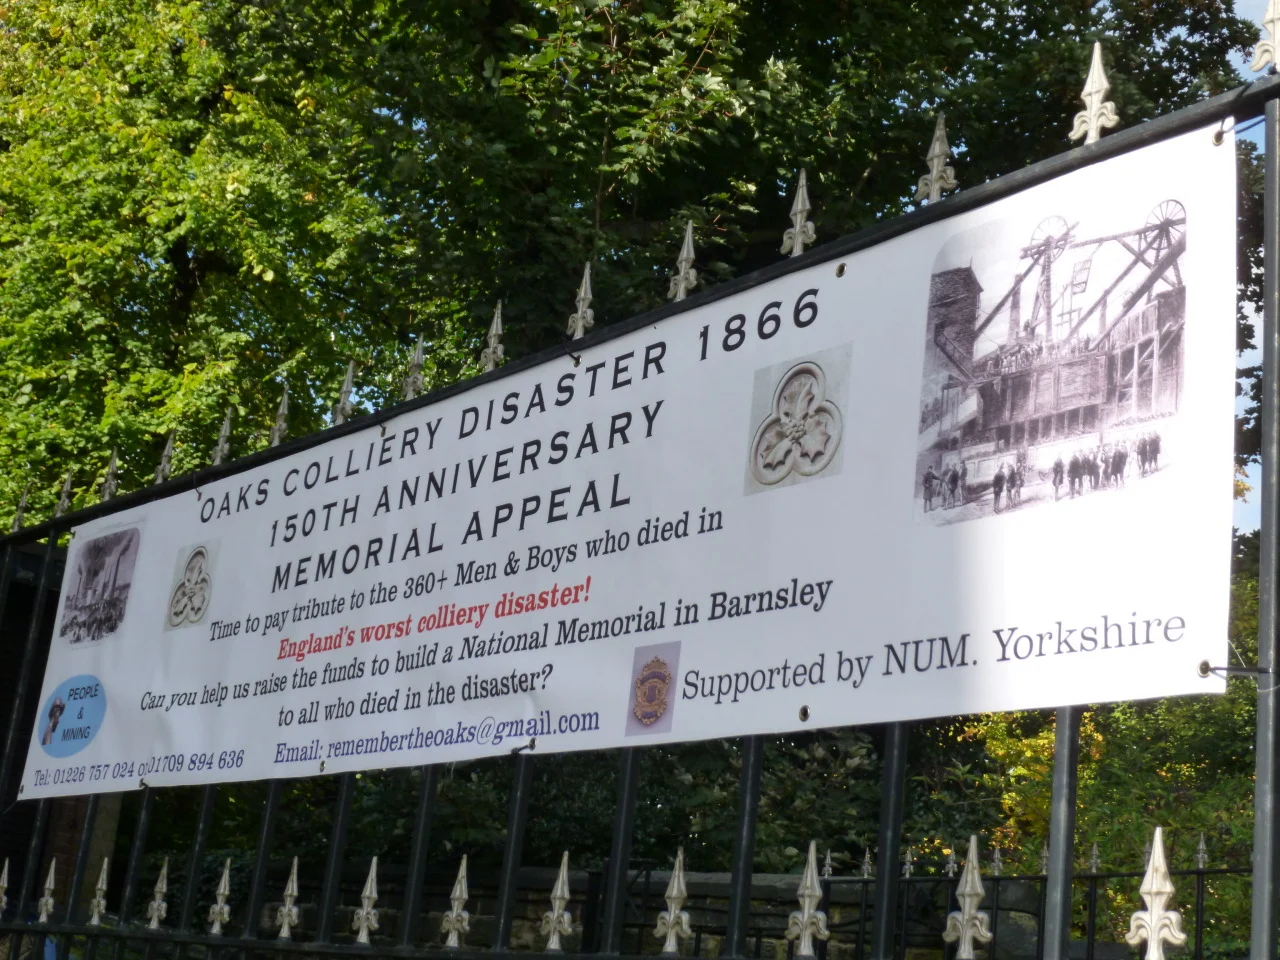 OAKS COLLIERY DISASTER 1866
150TH ANNIVERSARY
MEMORIAL APPEAL
Time to pay tribute to the 360+ Men & Boys who died in
England's worst colliery disaster!
Can you help us raise the funds to build a National Memorial in Barnsley
to all who died in the disaster?
PEOPLE
&
MINING
Supported by NUM. Yorkshire
Tel: 01226 757 024 or 01709 894 636
Email: remembertheoaks@gmail.com